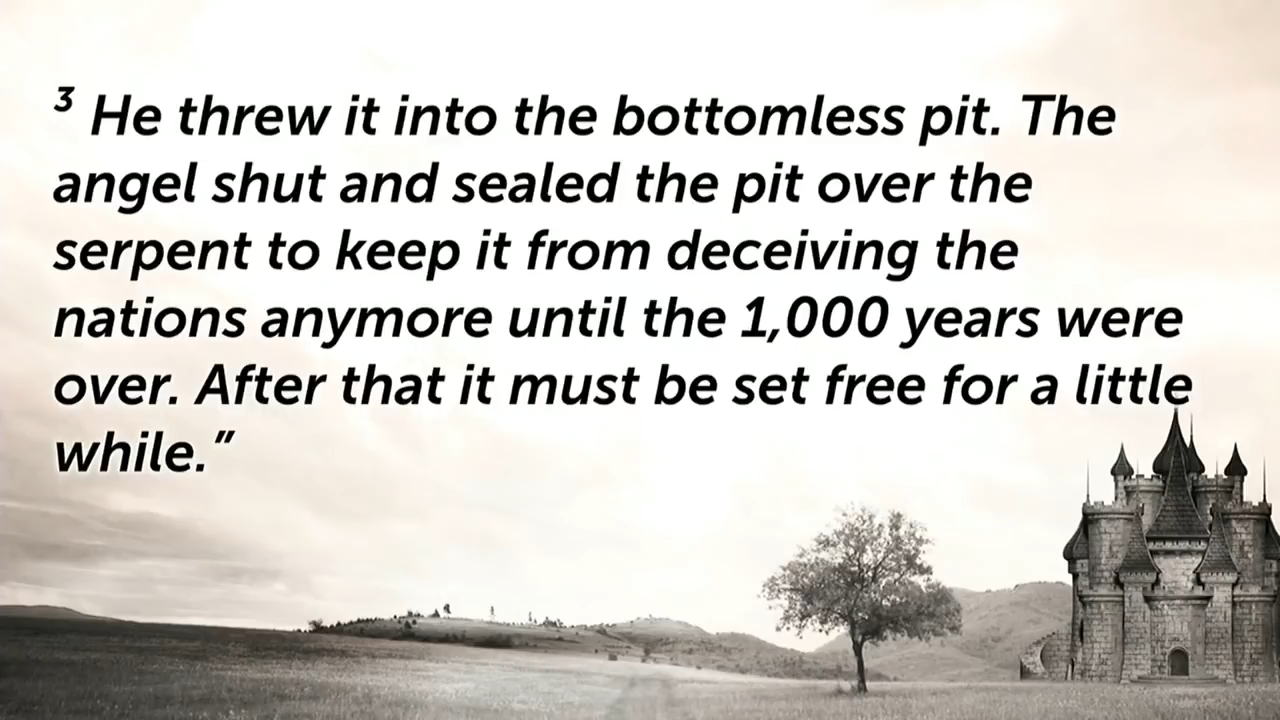 ³ He threw it into the bottomless pit. The
angel shut and sealed the pit over the
serpent to keep it from deceiving the
nations anymore until the 1,000 years were
over. After that it must be set free for a little
while.”